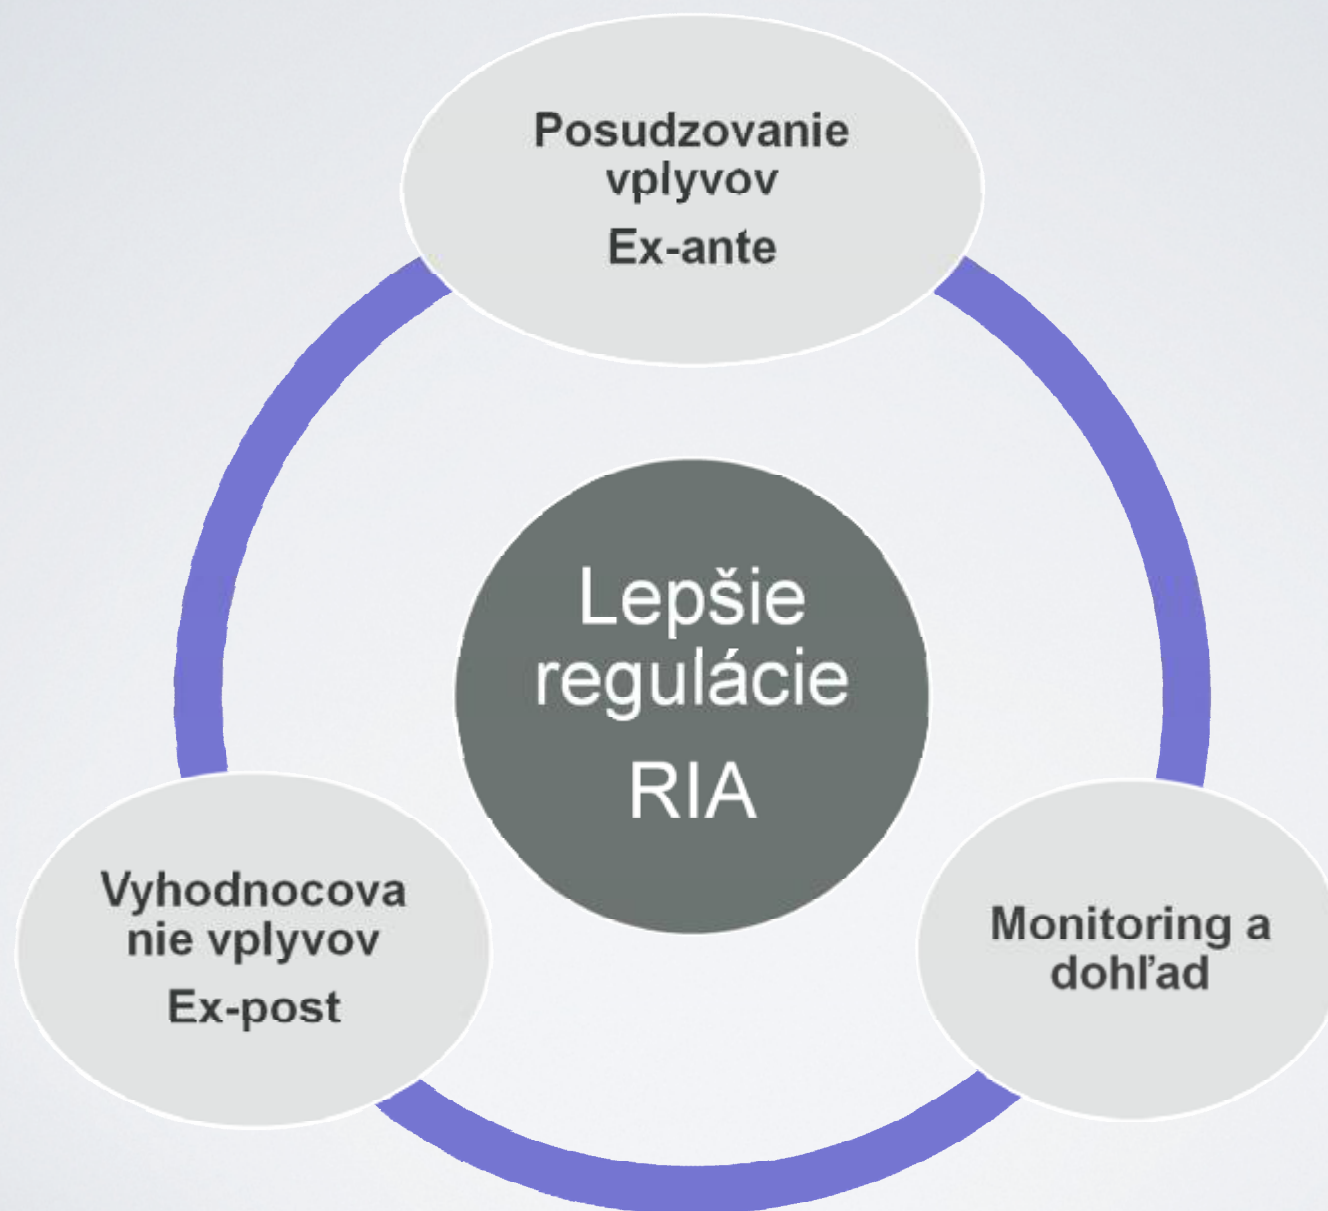 Posudzovanie
vplyvov
Ex-ante
Lepšie
regulácie
RIA
Vyhodnocova
nie vplyvov
Ex-post
Monitoring a
dohľad